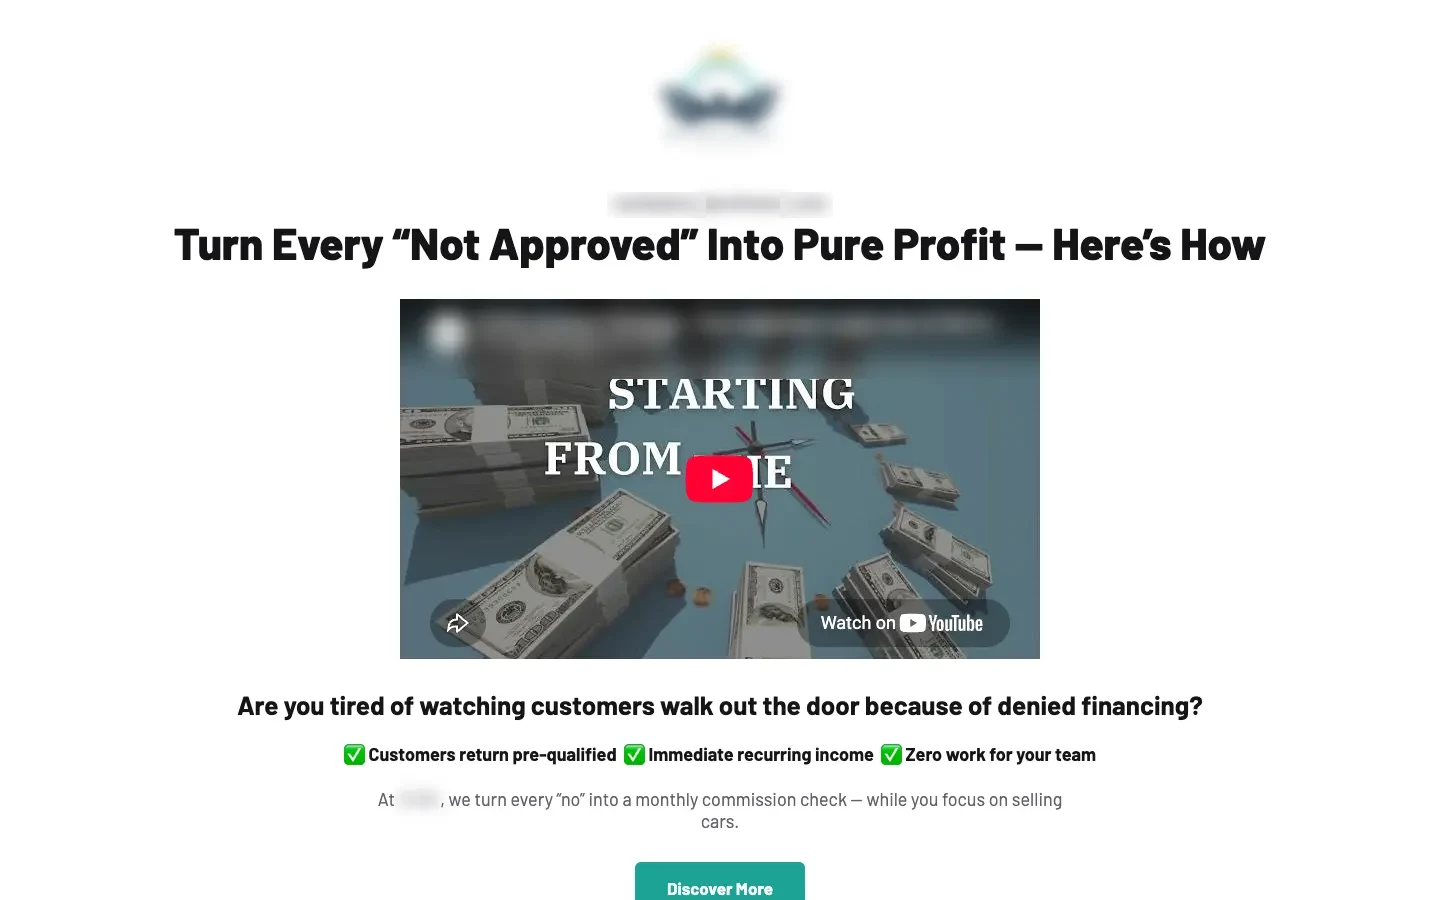 Turn Every “Not Approved” Into Pure Profit — Here’s How
STARTING
FROM
Watch on YouTube
Are you tired of watching customers walk out the door because of denied financing?
✅ Customers return pre-qualified ✅ Immediate recurring income ✅ Zero work for your team
At , we turn every “no” into a monthly commission check — while you focus on selling
cars.
Discover More